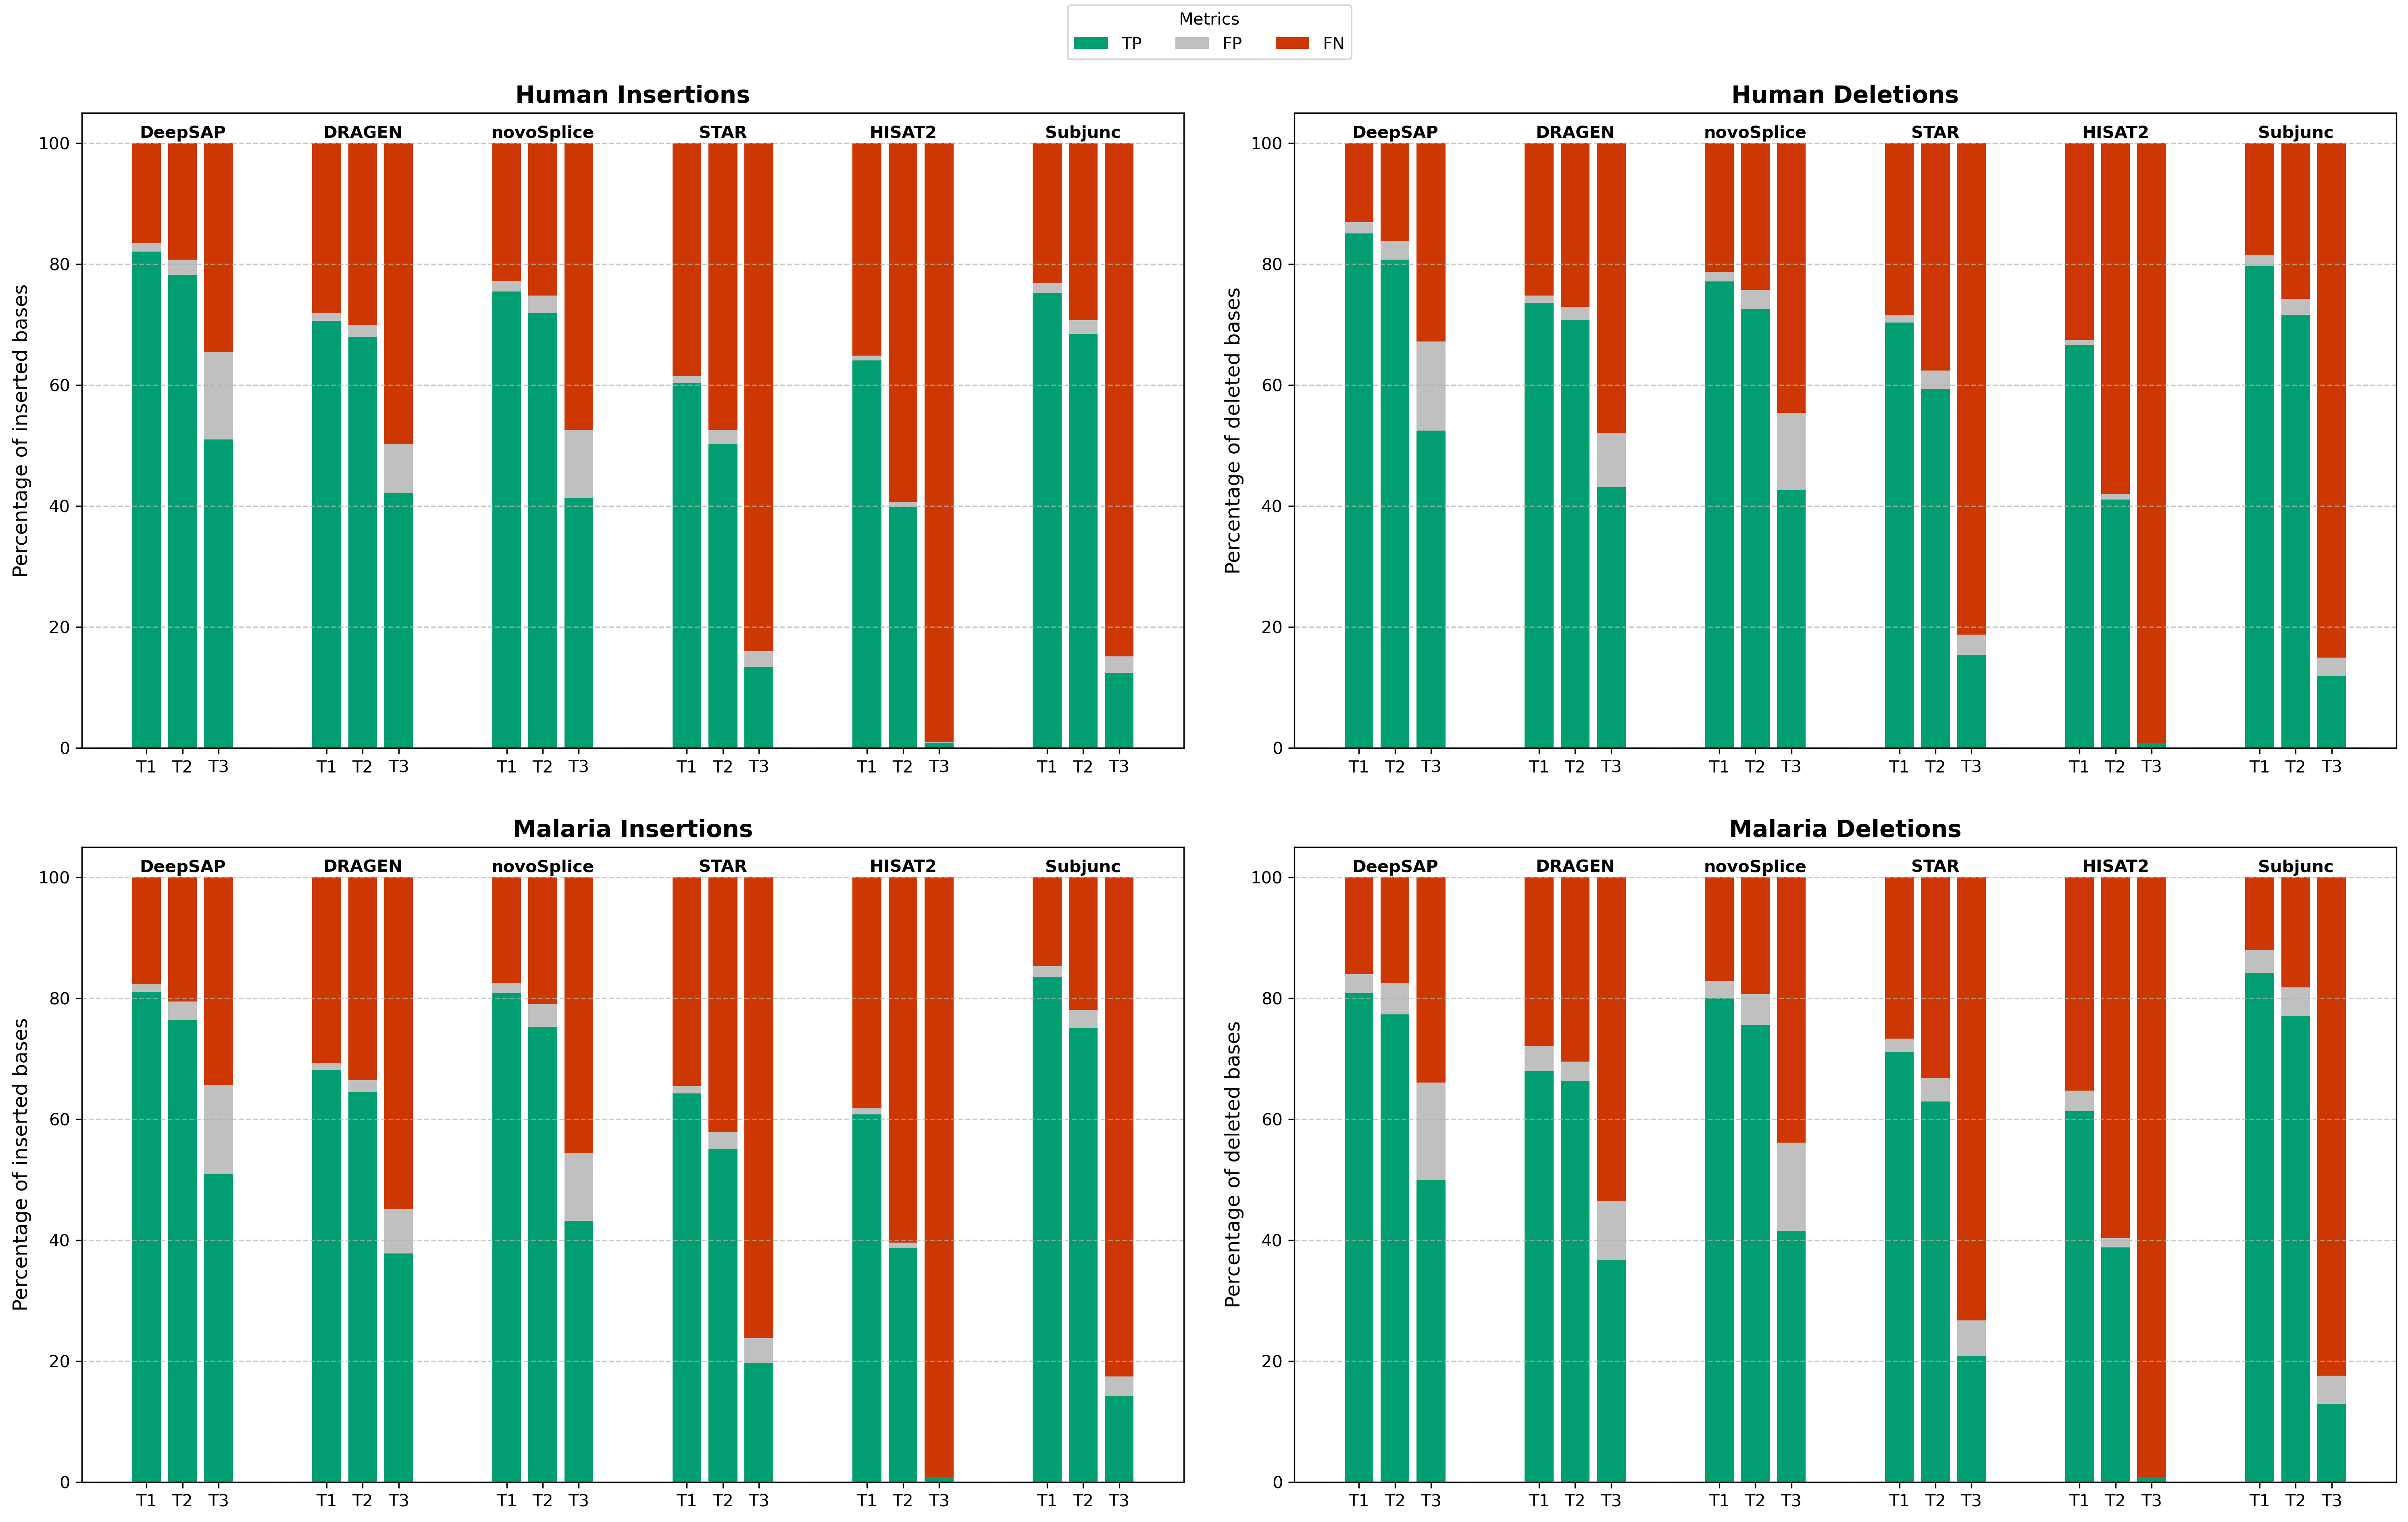 Metrics
TP FP FN
Human Insertions
DeepSAP DRAGEN novoSplice STAR HISAT2 Subjunc
Percentage of inserted bases
100
80
60
40
20
0
T1 T2 T3 T1 T2 T3 T1 T2 T3 T1 T2 T3 T1 T2 T3 T1 T2 T3
Human Deletions
DeepSAP DRAGEN novoSplice STAR HISAT2 Subjunc
Percentage of deleted bases
100
80
60
40
20
0
T1 T2 T3 T1 T2 T3 T1 T2 T3 T1 T2 T3 T1 T2 T3 T1 T2 T3
Malaria Insertions
DeepSAP DRAGEN novoSplice STAR HISAT2 Subjunc
Percentage of inserted bases
100
80
60
40
20
0
T1 T2 T3 T1 T2 T3 T1 T2 T3 T1 T2 T3 T1 T2 T3 T1 T2 T3
Malaria Deletions
DeepSAP DRAGEN novoSplice STAR HISAT2 Subjunc
Percentage of deleted bases
100
80
60
40
20
0
T1 T2 T3 T1 T2 T3 T1 T2 T3 T1 T2 T3 T1 T2 T3 T1 T2 T3